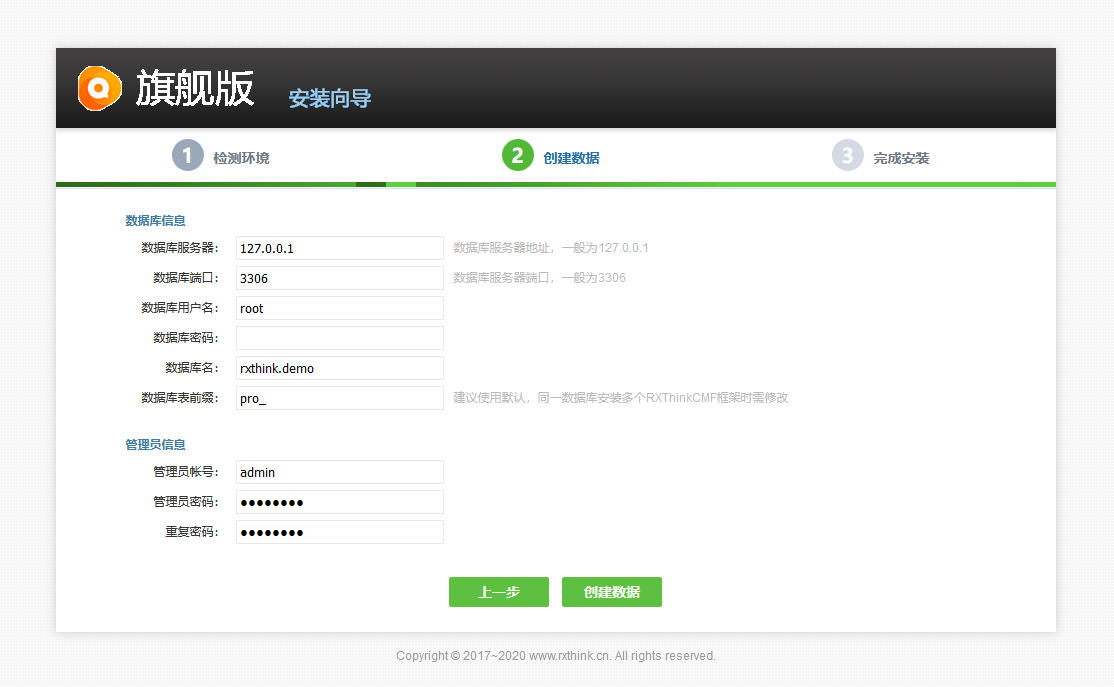 旗舰版 安装向导
1 检测环境 2 创建数据 3 完成安装
数据库信息
数据库服务器： 127.0.0.1 数据库服务器地址，一般为127.0.0.1
数据库端口： 3306 数据库服务器端口，一般为3306
数据库用户名： root
数据库密码：
数据库名： rxthink.demo
数据库表前缀： pro_ 建议使用默认，同一数据库安装多个RXThinkCMF框架时需修改
管理员信息
管理员帐号： admin
管理员密码： ●●●●●●●●
重复密码： ●●●●●●●●
上一步 创建数据
Copyright © 2017~2020 www.rxthink.cn. All rights reserved.